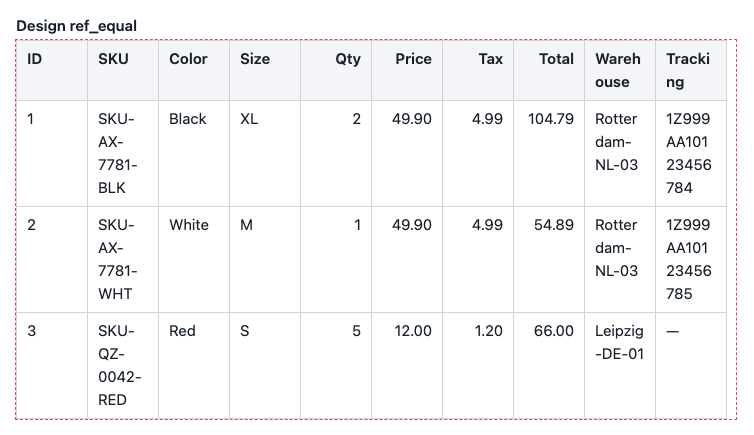 Design ref_equal
ID SKU Color Size Qty Price Tax Total Wareh Tracki
ouse ng
1 SKU- Black XL 2 49.90 4.99 104.79 Rotter 1Z999
AX- dam- AA101
7781- NL-03 23456
BLK 784
2 SKU- White M 1 49.90 4.99 54.89 Rotter 1Z999
AX- dam- AA101
7781- NL-03 23456
WHT 785
3 SKU- Red S 5 12.00 1.20 66.00 Leipzig —
QZ- -DE-01
0042-
RED